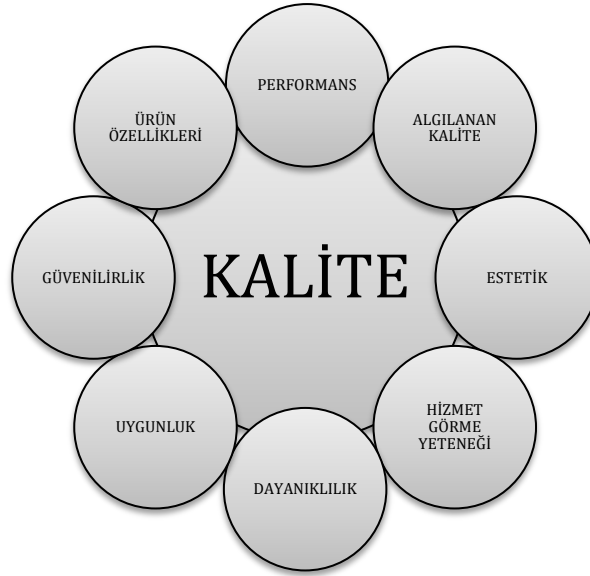 PERFORMANS
ALGILANAN
KALİTE
ESTETİK
HİZMET
GÖRME
YETENEĞİ
DAYANIKLILIK
UYGUNLUK
GÜVENİLİRLİK
ÜRÜN
ÖZELLİKLERİ
KALİTE